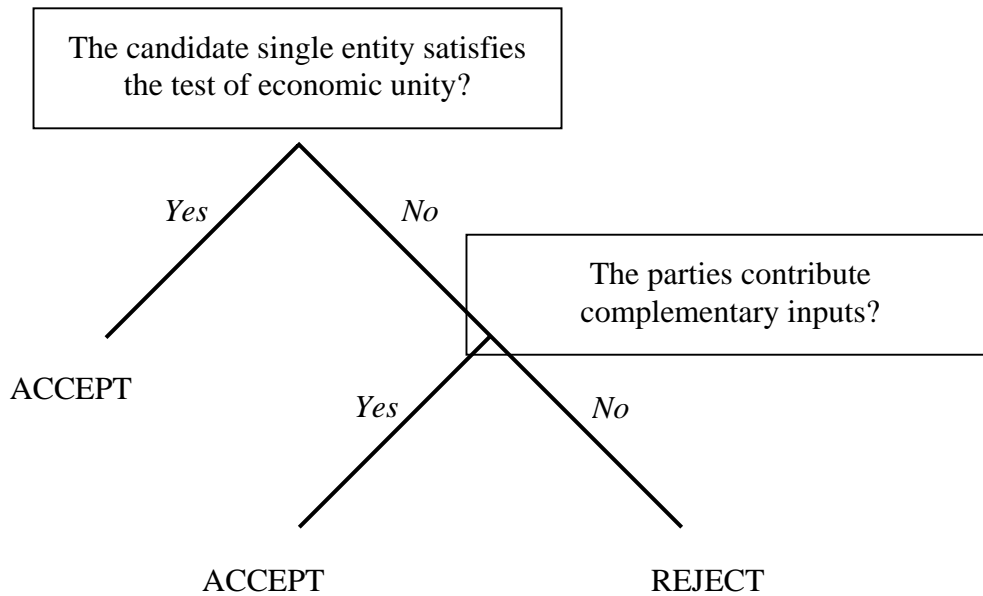 The candidate single entity satisfies
the test of economic unity?
Yes
No
The parties contribute
complementary inputs?
ACCEPT
Yes
No
ACCEPT
REJECT